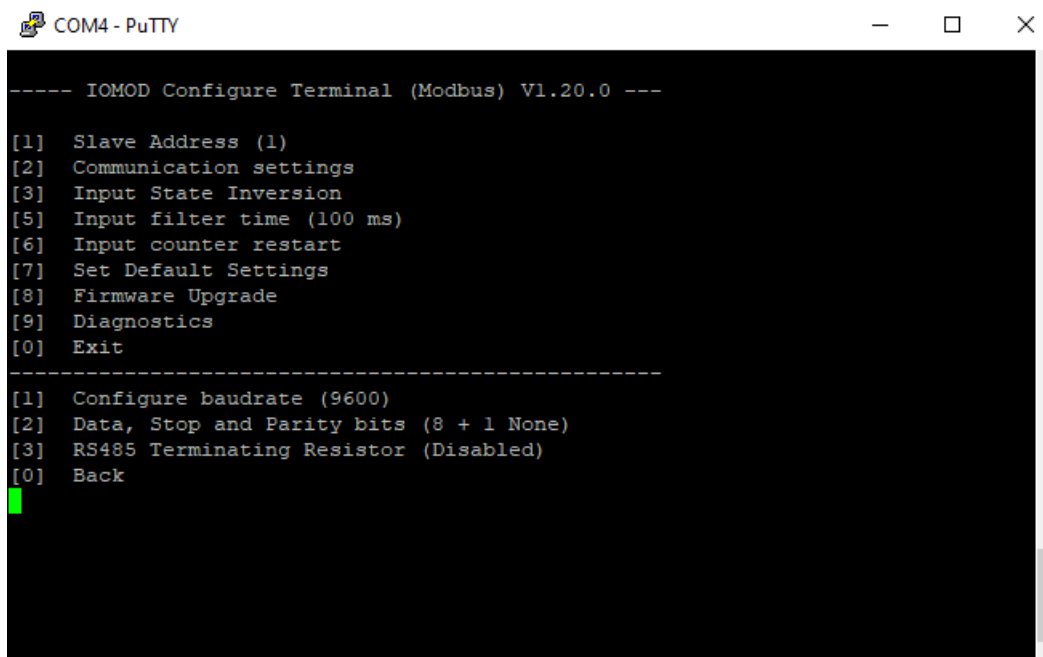 COM4 - PuTTY
----- IOMOD Configure Terminal (Modbus) V1.20.0 ---
[1] Slave Address (1)
[2] Communication settings
[3] Input State Inversion
[5] Input filter time (100 ms)
[6] Input counter restart
[7] Set Default Settings
[8] Firmware Upgrade
[9] Diagnostics
[0] Exit
---------------------------------------------------
[1] Configure baudrate (9600)
[2] Data, Stop and Parity bits (8 + 1 None)
[3] RS485 Terminating Resistor (Disabled)
[0] Back